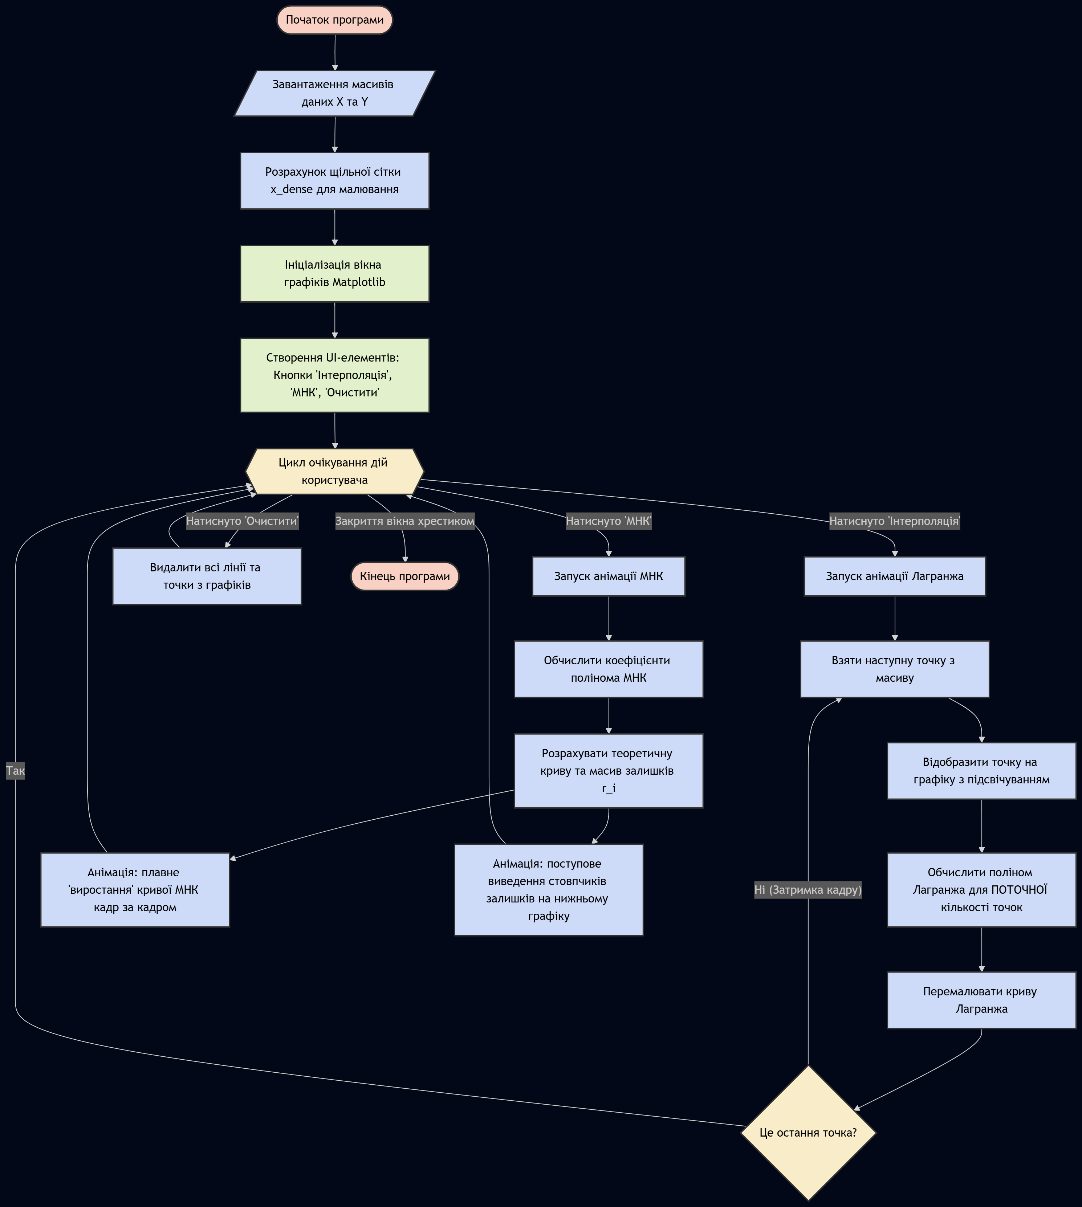 Початок програми
Завантаження масивів
даних X та Y
Розрахунок щільної сітки
x_dense для малювання
Ініціалізація вікна
графіків Matplotlib
Створення UI-елементів:
Кнопки 'Інтерполяція',
'МНК', 'Очистити'
Цикл очікування дій
користувача
Натиснуто 'Очистити'
Закриття вікна хрестиком
Натиснуто 'МНК'
Натиснуто 'Інтерполяція'
Видалити всі лінії та
точки з графіків
Кінець програми
Запуск анімації МНК
Запуск анімації Лагранжа
Обчислити коефіцієнти
полінома МНК
Взяти наступну точку з
масиву
Розрахувати теоретичну
криву та масив залишків
r_i
Відобразити точку на
графіку з підсвічуванням
Так
Анімація: плавне
'виростання' кривої МНК
кадр за кадром
Анімація: поступове
виведення стовпчиків
залишків на нижньому
графіку
Ні (Затримка кадру)
Обчислити поліном
Лагранжа для ПОТОЧНОЇ
кількості точок
Перемалювати криву
Лагранжа
Це остання точка?